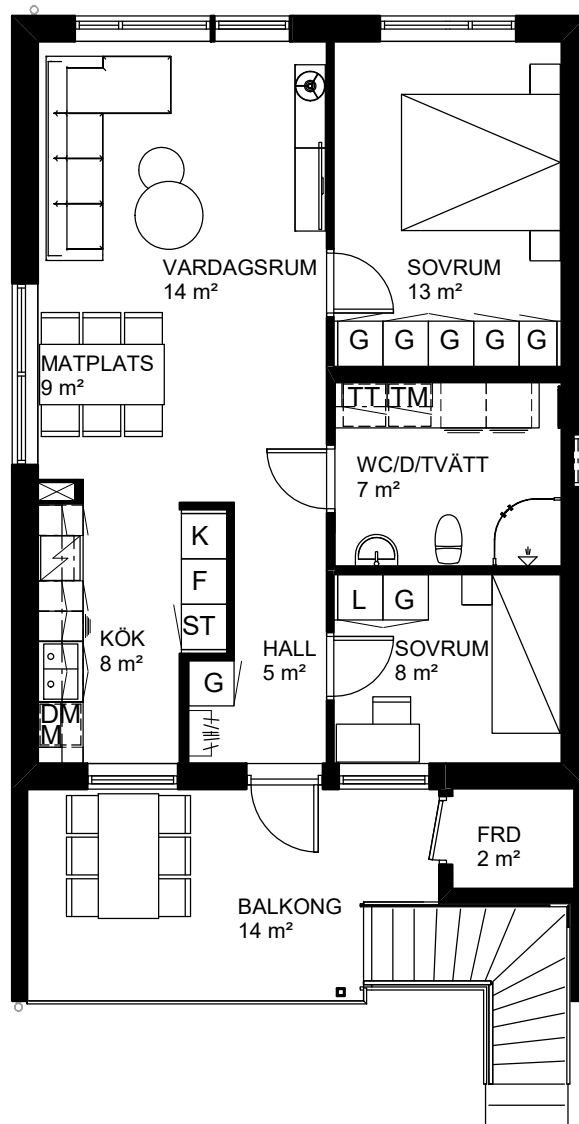 VARDAGSRUM
14 m²
SOVRUM
13 m²
G G G G G
MATPLATS
9 m²
TT TM
WC/D/TVÄTT
7 m²
K
F
ST
KÖK
8 m²
L G
HALL
5 m²
SOVRUM
8 m²
G
DM
M
FRD
2 m²
BALKONG
14 m²